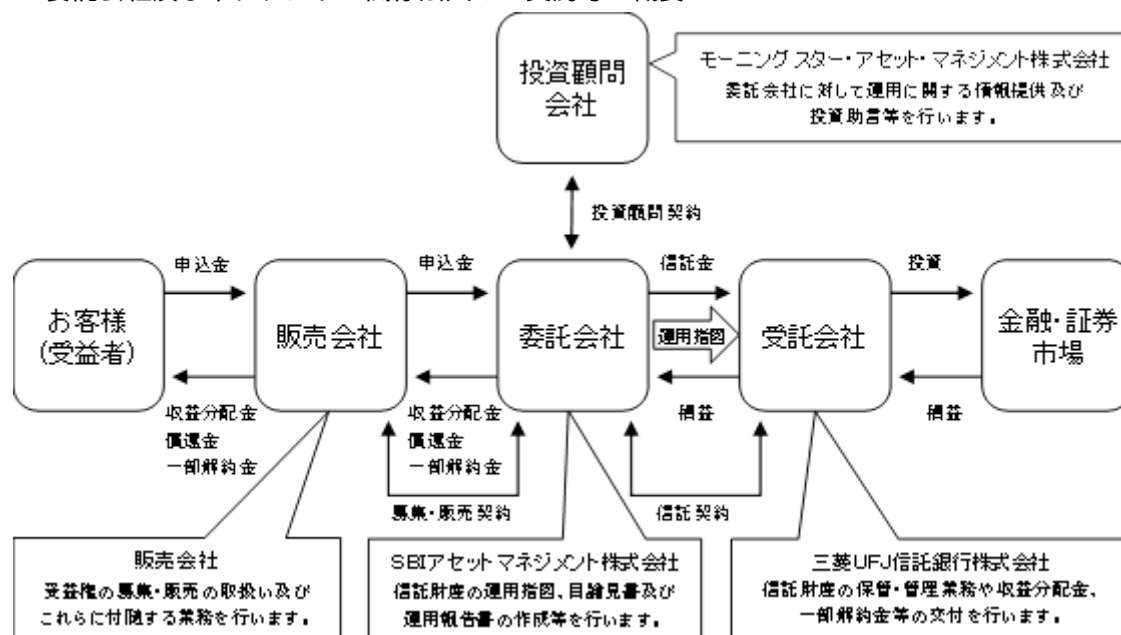 投資顧問
会社
モーニングスター・アセット・マネジメント株式会社
委託会社に対して運用に関する情報提供及び
投資助言等を行います。
投資顧問契約
申込金
申込金
信託金
投資
お客様
(受益者)
販売会社
委託会社
運用指図
受託会社
金融・証券
市場
収益分配金
償還金
一部解約金
収益分配金
償還金
一部解約金
損益
損益
募集・販売契約
信託契約
販売会社
受益権の募集・販売の取扱い及び
これらに付随する業務を行います。
SBIアセットマネジメント株式会社
信託財産の運用指図、目論見書及び
運用報告書の作成等を行います。
三菱UFJ信託銀行株式会社
信託財産の保管・管理業務や収益分配金、
一部解約金等の交付を行います。